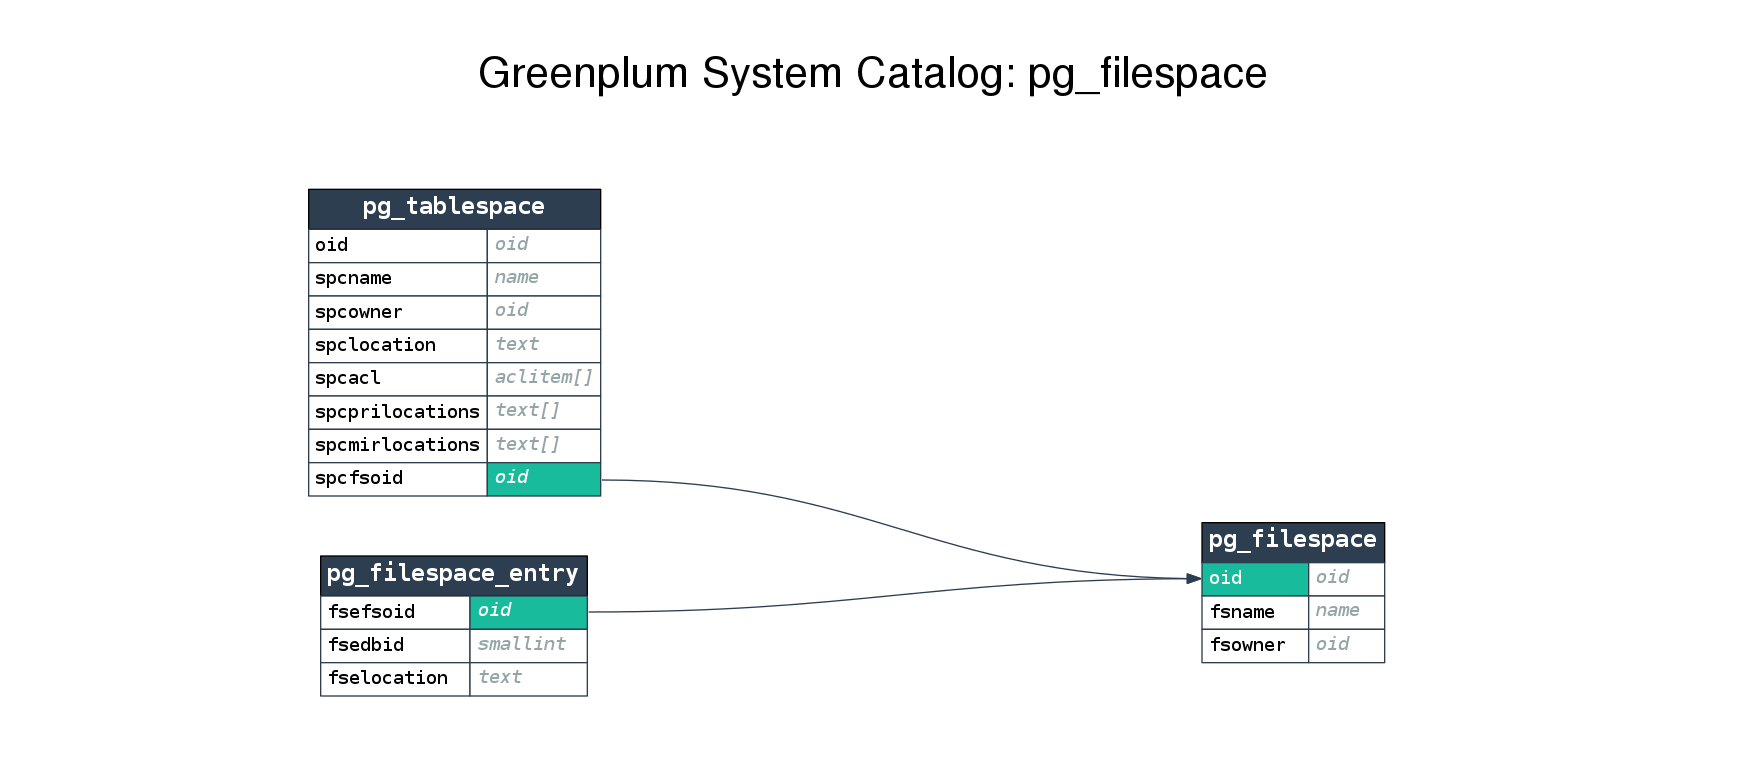 Greenplum System Catalog: pg_filespace
pg_tablespace
oid oid
spcname name
spcowner oid
spclocation text
spcacl aclitem[]
spcprilocations text[]
spcmirlocations text[]
spcfsoid oid
pg_filespace_entry
fsefsoid oid
fsedbid smallint
fselocation text
pg_filespace
oid oid
fsname name
fsowner oid